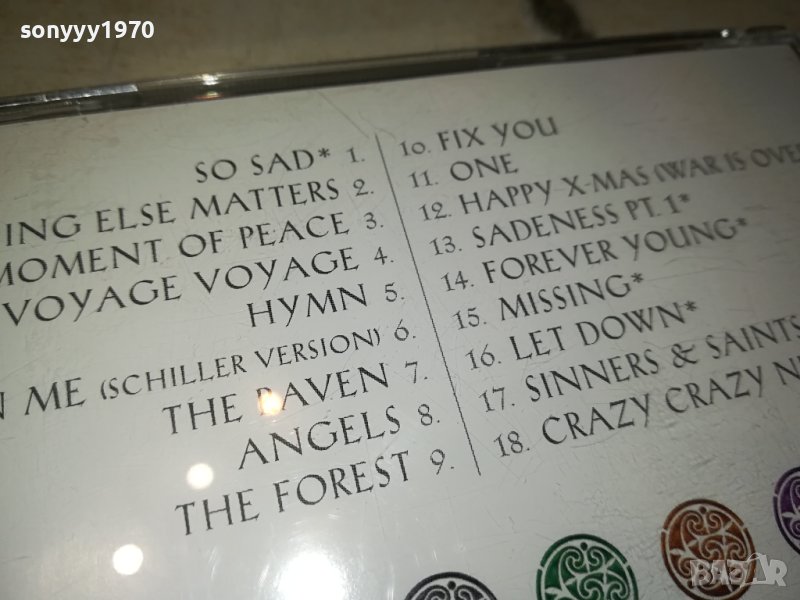 sonyyy1970
SO SAD* 1.
ING ELSE MATTERS 2.
MOMENT OF PEACE 3.
VOYAGE VOYAGE 4.
HYMN 5.
N ME (SCHILLER VERSION) 6.
THE RAVEN 7.
ANGELS 8.
THE FOREST 9.
10. FIX YOU
11. ONE
12. HAPPY X-MAS (WAR IS OVE
13. SADENESS PT. 1*
14. FOREVER YOUNG*
15. MISSING*
16. LET DOWN*
17. SINNERS & SAINTS
18. CRAZY CRAZY N
BAZAR